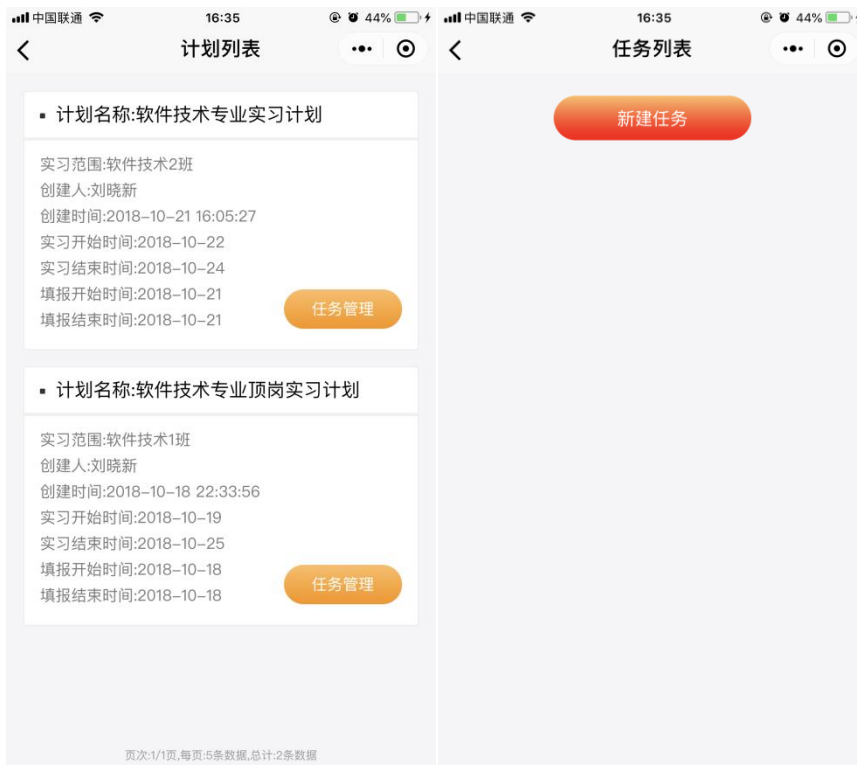 中国联通 16:35 44%
计划列表
计划名称:软件技术专业实习计划
实习范围:软件技术2班
创建人:刘晓新
创建时间:2018-10-21 16:05:27
实习开始时间:2018-10-22
实习结束时间:2018-10-24
填报开始时间:2018-10-21
填报结束时间:2018-10-21
任务管理
计划名称:软件技术专业顶岗实习计划
实习范围:软件技术1班
创建人:刘晓新
创建时间:2018-10-18 22:33:56
实习开始时间:2018-10-19
实习结束时间:2018-10-25
填报开始时间:2018-10-18
填报结束时间:2018-10-18
任务管理
页次:1/1页,每页:5条数据,总计:2条数据
中国联通 16:35 44%
任务列表
新建任务